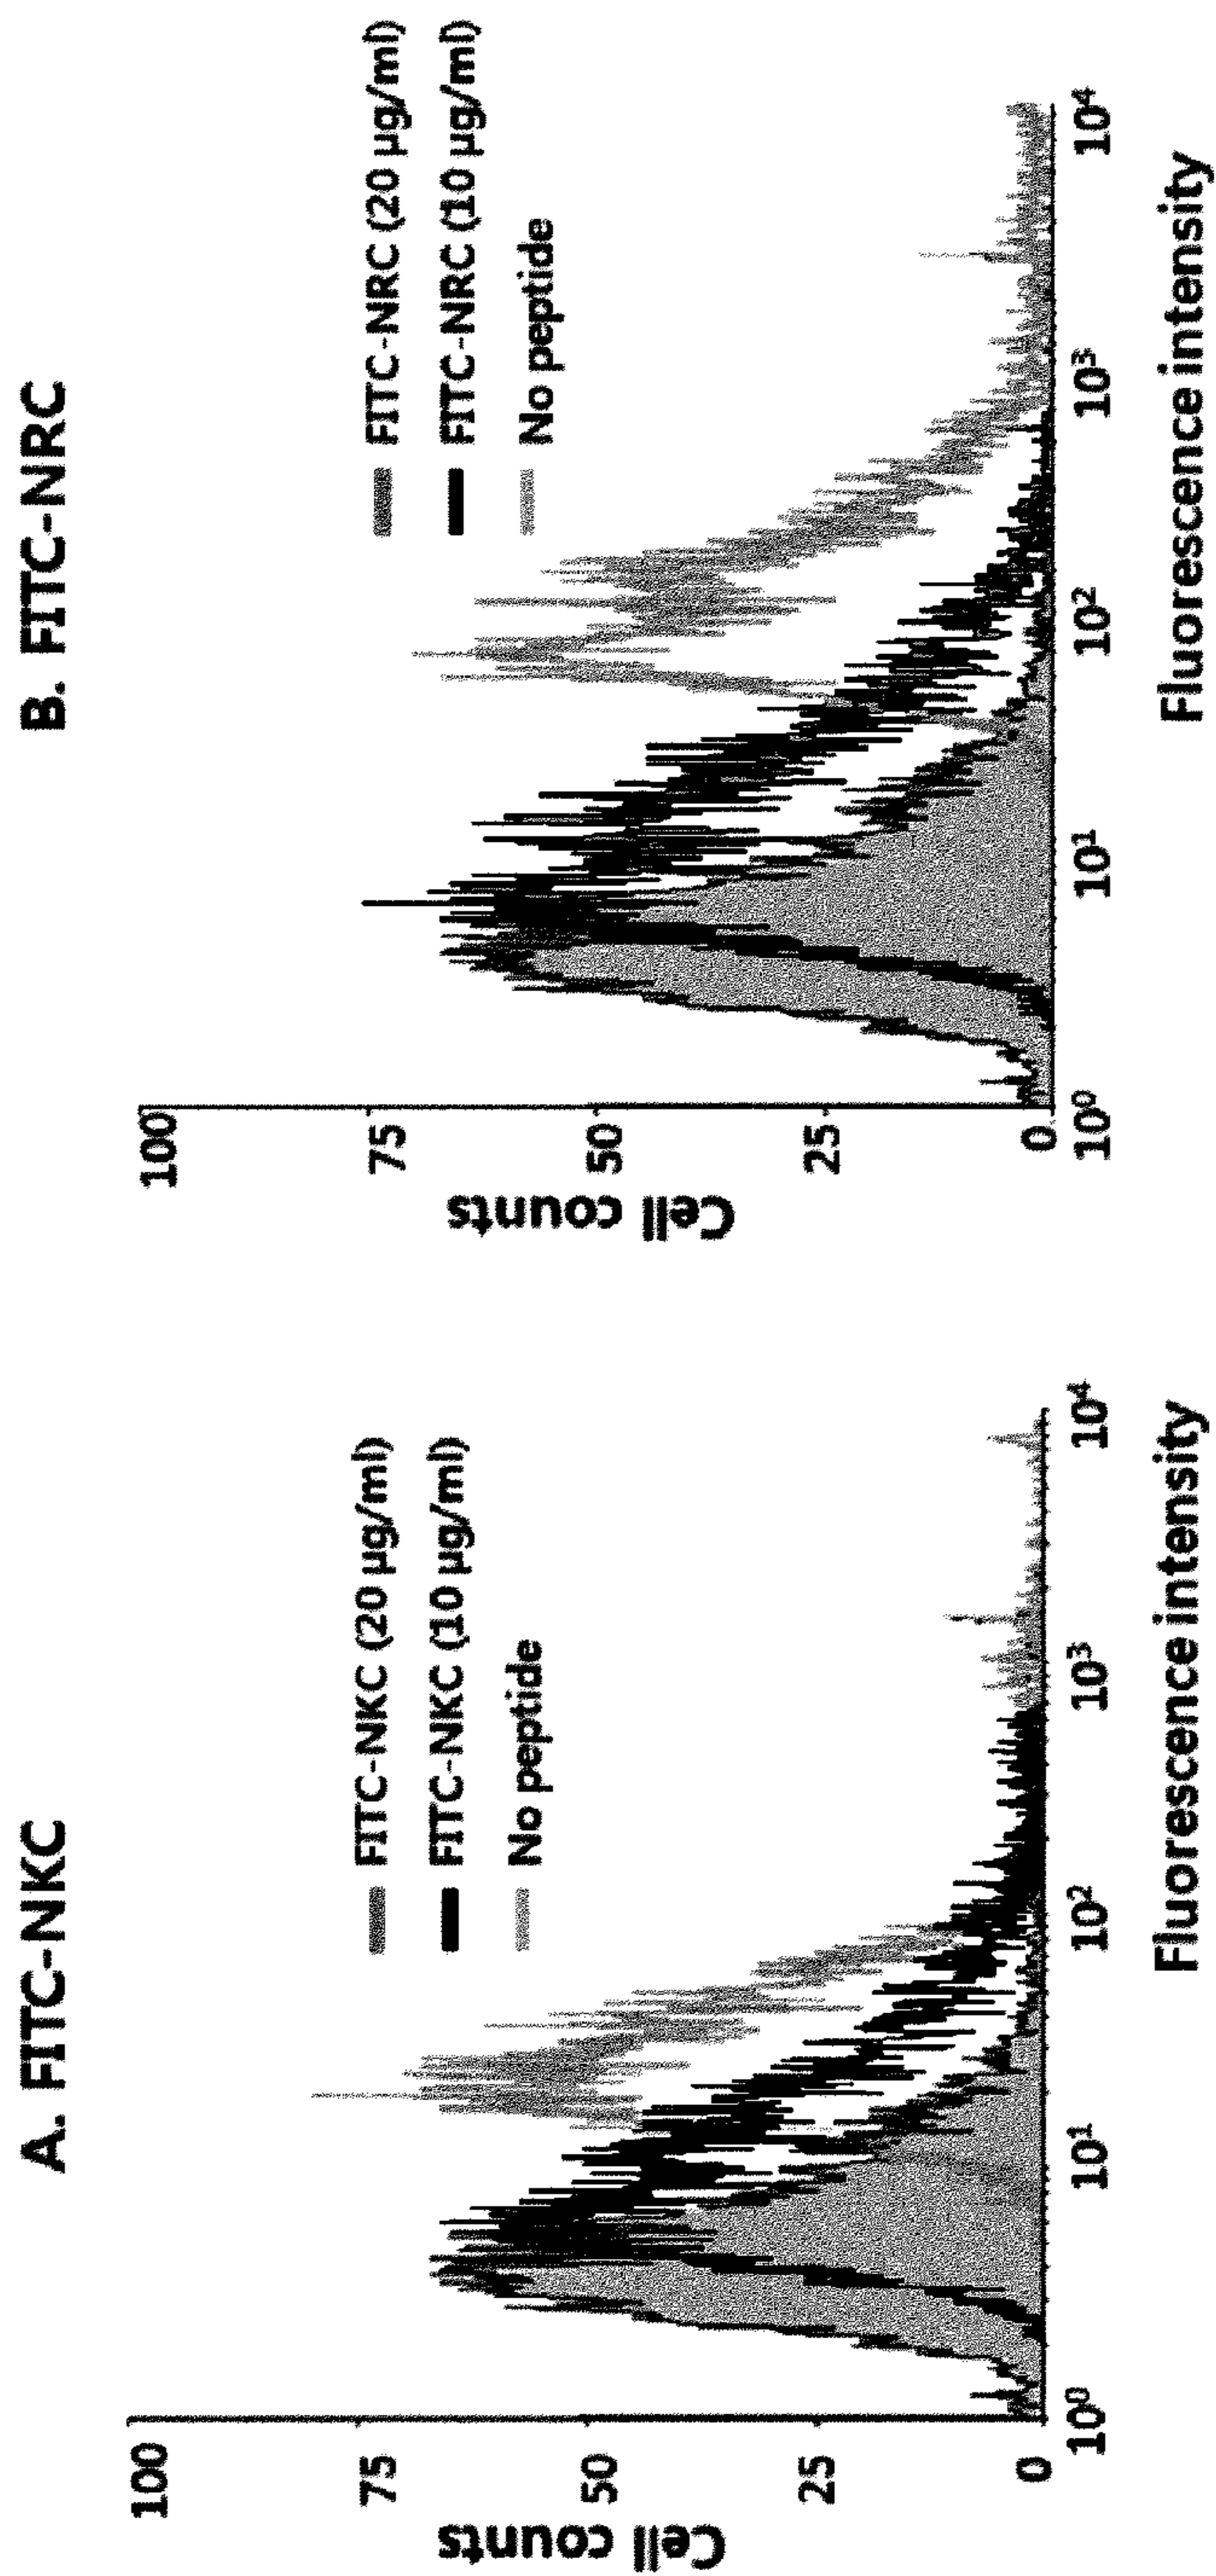 A. FITC-NKC
FITC-NKC (20 µg/ml)
FITC-NKC (10 µg/ml)
No peptide
Cell counts
100
75
50
25
0
10⁰
10¹
10²
10³
10⁴
Fluorescence intensity
B. FITC-NRC
FITC-NRC (20 µg/ml)
FITC-NRC (10 µg/ml)
No peptide
Cell counts
100
75
50
25
0
10⁰
10¹
10²
10³
10⁴
Fluorescence intensity